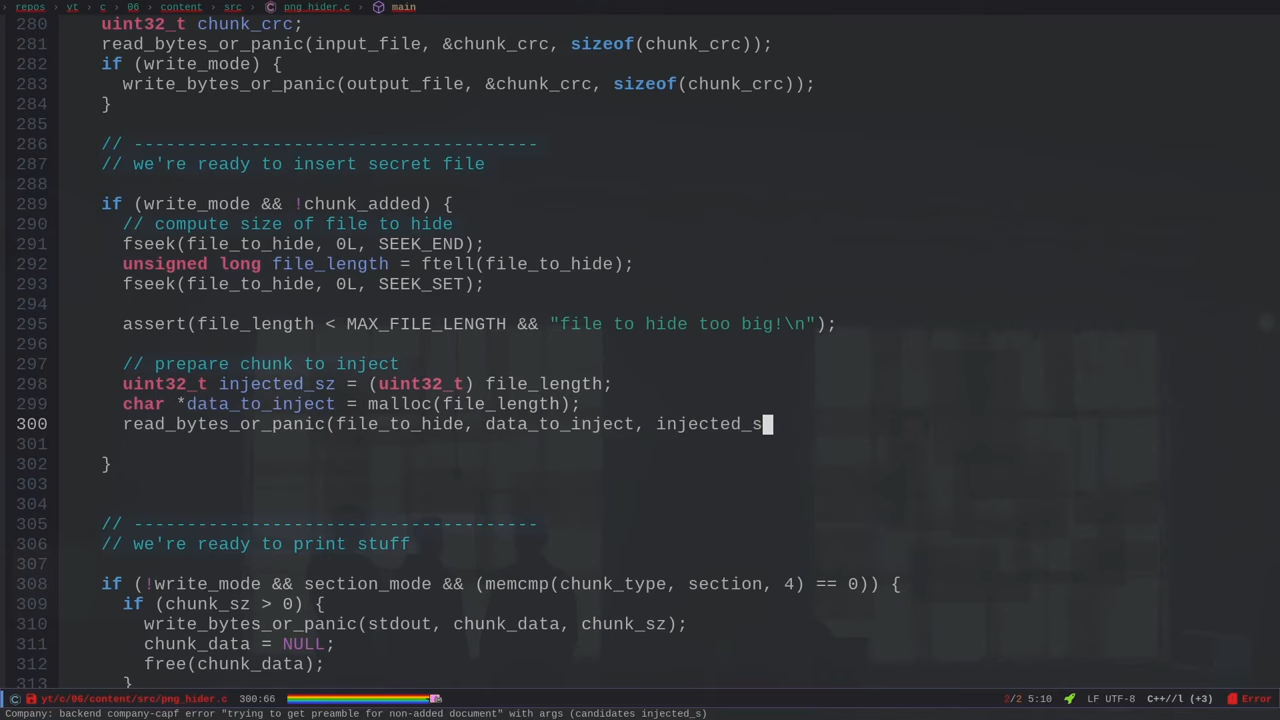 repos › yt › c › 06 › content › src › png_hider.c › main
280 uint32_t chunk_crc;
281 read_bytes_or_panic(input_file, &chunk_crc, sizeof(chunk_crc));
282 if (write_mode) {
283 write_bytes_or_panic(output_file, &chunk_crc, sizeof(chunk_crc));
284 }
285
286 // --------------------------------------
287 // we're ready to insert secret file
288
289 if (write_mode && !chunk_added) {
290 // compute size of file to hide
291 fseek(file_to_hide, 0L, SEEK_END);
292 unsigned long file_length = ftell(file_to_hide);
293 fseek(file_to_hide, 0L, SEEK_SET);
294
295 assert(file_length < MAX_FILE_LENGTH && "file to hide too big!\n");
296
297 // prepare chunk to inject
298 uint32_t injected_sz = (uint32_t) file_length;
299 char *data_to_inject = malloc(file_length);
300 read_bytes_or_panic(file_to_hide, data_to_inject, injected_s
301
302 }
303
304
305 // --------------------------------------
306 // we're ready to print stuff
307
308 if (!write_mode && section_mode && (memcmp(chunk_type, section, 4) == 0)) {
309 if (chunk_sz > 0) {
310 write_bytes_or_panic(stdout, chunk_data, chunk_sz);
311 chunk_data = NULL;
312 free(chunk_data);
313 }
yt/c/06/content/src/png_hider.c 300:66 2/2 5:10 LF UTF-8 C++//l (+3) Error
Company: backend company-capf error "trying to get preamble for non-added document" with args (candidates injected_s)